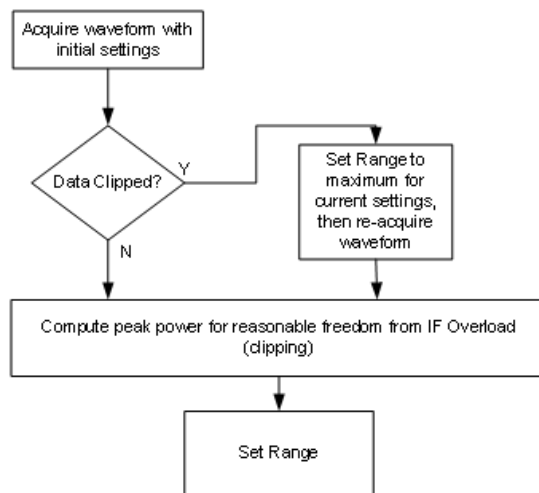 Acquire waveform with
initial settings
Data Clipped?
Y
N
Set Range to
maximum for
current settings,
then re-acquire
waveform
Compute peak power for reasonable freedom from IF Overload
(clipping)
Set Range